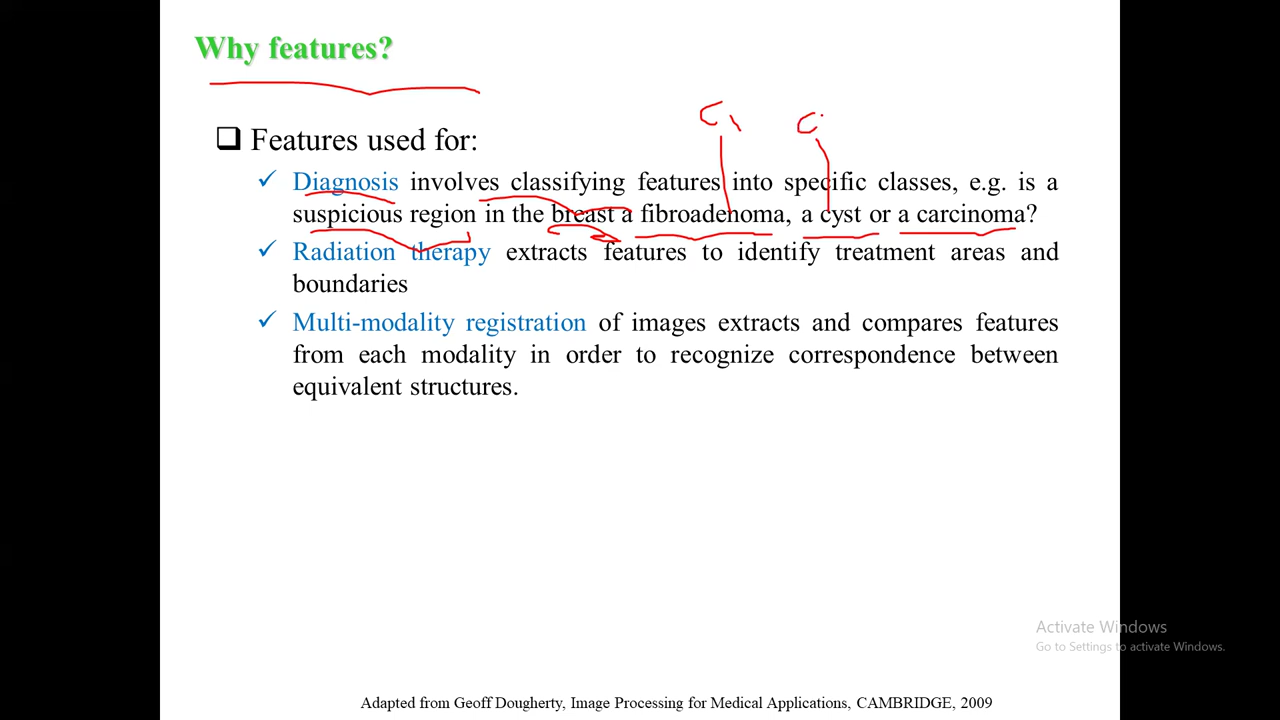 Why features?
C1 C
❑ Features used for:
✓ Diagnosis involves classifying features into specific classes, e.g. is a
suspicious region in the breast a fibroadenoma, a cyst or a carcinoma?
✓ Radiation therapy extracts features to identify treatment areas and
boundaries
✓ Multi-modality registration of images extracts and compares features
from each modality in order to recognize correspondence between
equivalent structures.
Activate Windows
Go to Settings to activate Windows.
Adapted from Geoff Dougherty, Image Processing for Medical Applications, CAMBRIDGE, 2009